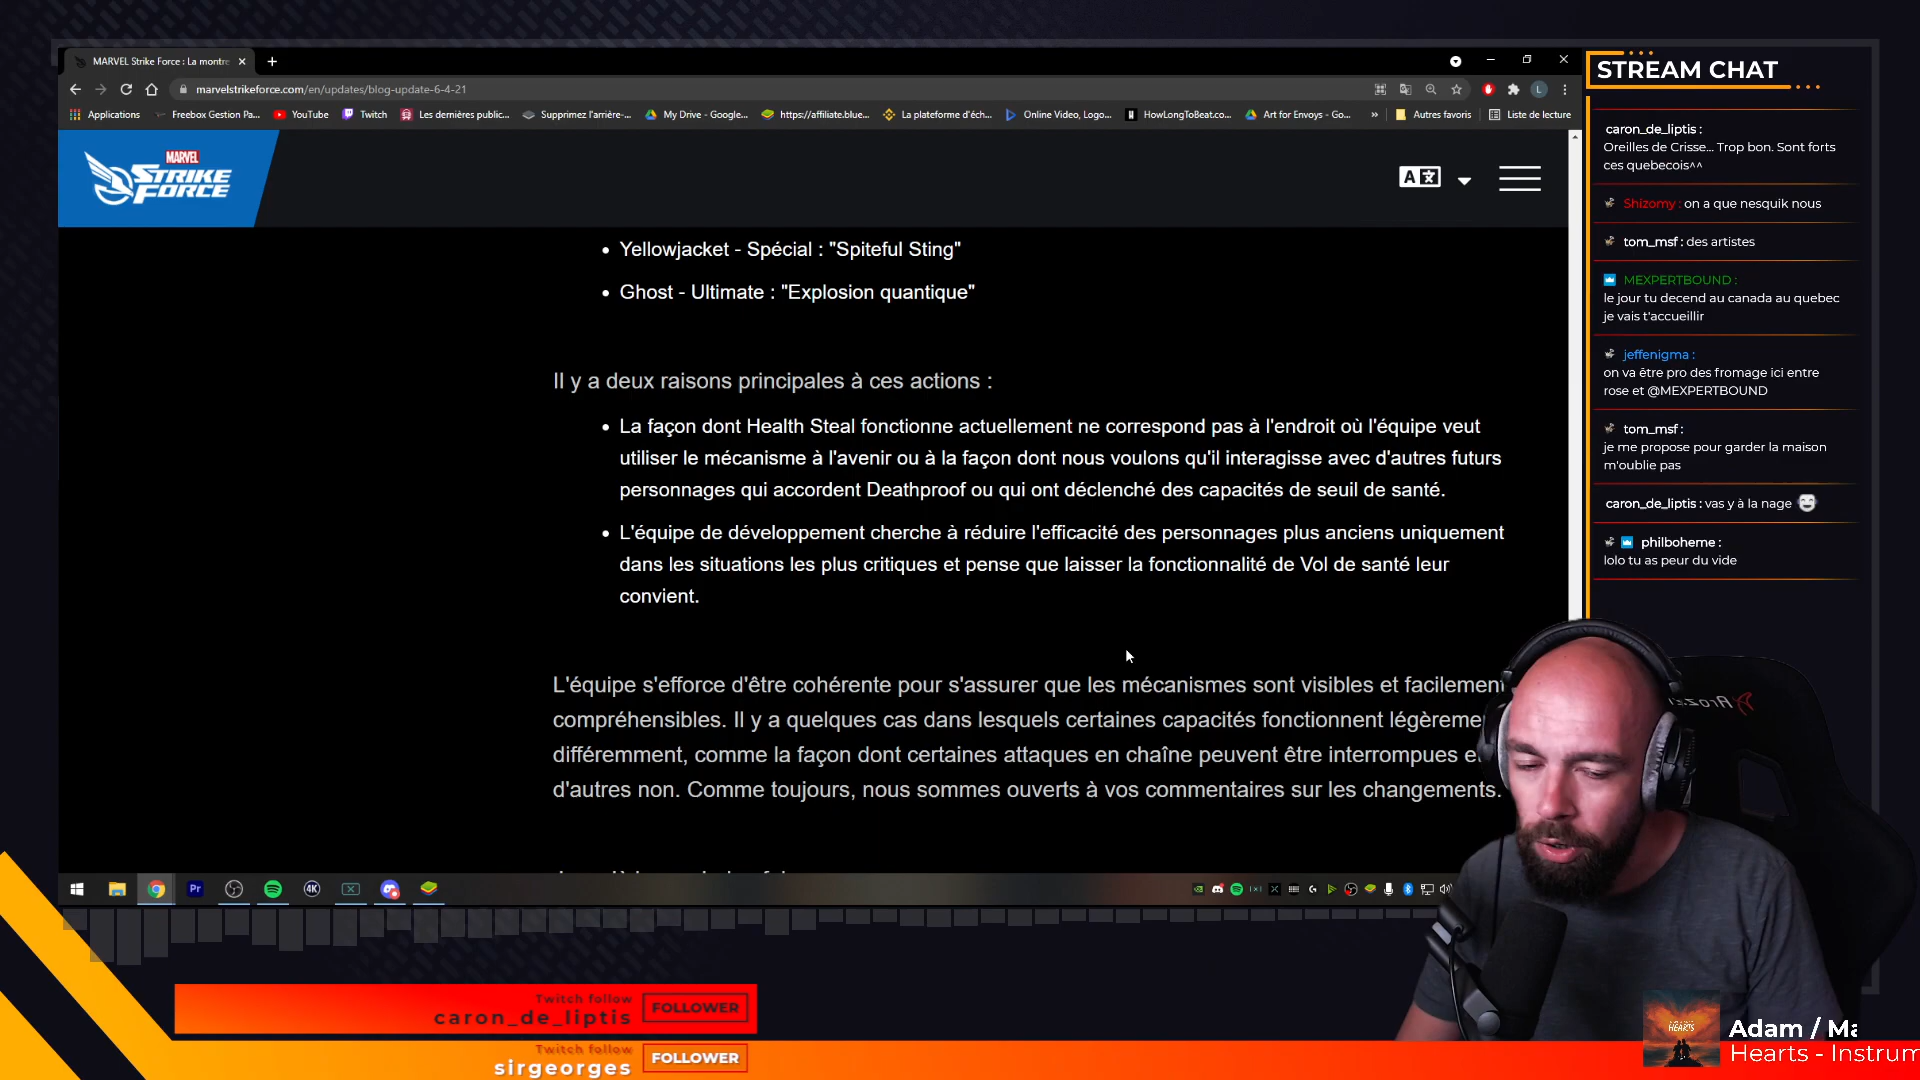 MARVEL Strike Force : La montre
marvelstrikeforce.com/en/updates/blog-update-6-4-21
Applications
Freebox Gestion Pa...
YouTube
Twitch
Les dernières public...
Supprimez l'arrière-...
My Drive - Google...
https://affiliate.blue...
La plateforme d'éch...
Online Video, Logo...
HowLongToBeat.co...
Art for Envoys - Go...
»
Autres favoris
Liste de lecture
MARVEL
STRIKE
FORCE
• Yellowjacket - Spécial : "Spiteful Sting"
• Ghost - Ultimate : "Explosion quantique"
Il y a deux raisons principales à ces actions :
• La façon dont Health Steal fonctionne actuellement ne correspond pas à l'endroit où l'équipe veut
utiliser le mécanisme à l'avenir ou à la façon dont nous voulons qu'il interagisse avec d'autres futurs
personnages qui accordent Deathproof ou qui ont déclenché des capacités de seuil de santé.
• L'équipe de développement cherche à réduire l'efficacité des personnages plus anciens uniquement
dans les situations les plus critiques et pense que laisser la fonctionnalité de Vol de santé leur
convient.
L'équipe s'efforce d'être cohérente pour s'assurer que les mécanismes sont visibles et facilement
compréhensibles. Il y a quelques cas dans lesquels certaines capacités fonctionnent légèreme
différemment, comme la façon dont certaines attaques en chaîne peuvent être interrompues e
d'autres non. Comme toujours, nous sommes ouverts à vos commentaires sur les changements.
STREAM CHAT
caron_de_liptis :
Oreilles de Crisse... Trop bon. Sont forts
ces quebecois^^
Shizomy : on a que nesquik nous
tom_msf : des artistes
MEXPERTBOUND :
le jour tu decend au canada au quebec
je vais t'accueillir
jeffenigma :
on va être pro des fromage ici entre
rose et @MEXPERTBOUND
tom_msf :
je me propose pour garder la maison
m'oublie pas
caron_de_liptis : vas y à la nage
philboheme :
lolo tu as peur du vide
Twitch follow
caron_de_liptis
FOLLOWER
Twitch follow
sirgeorges
FOLLOWER
HEARTS
Adam / Ma
Hearts - Instrum